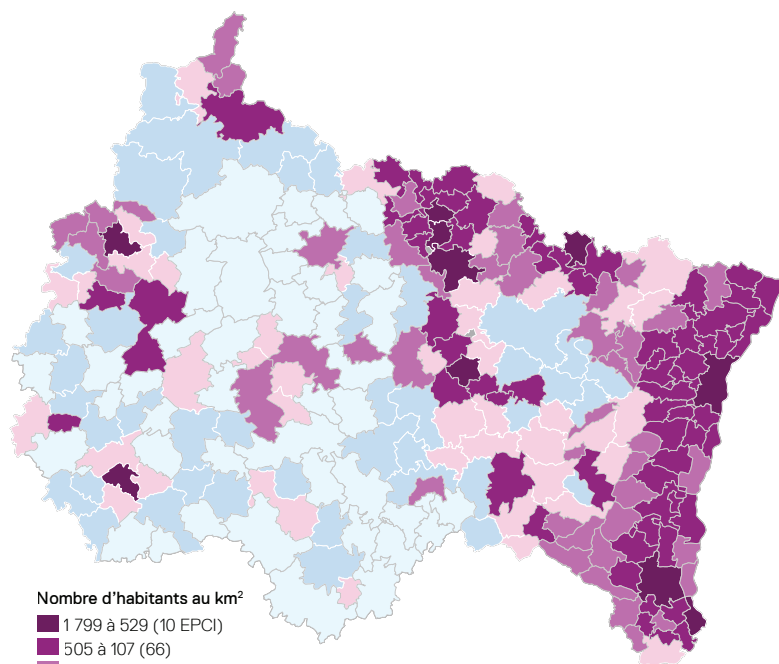 Nombre d’habitants au km²
1 799 à 529 (10 EPCI)
505 à 107 (66)